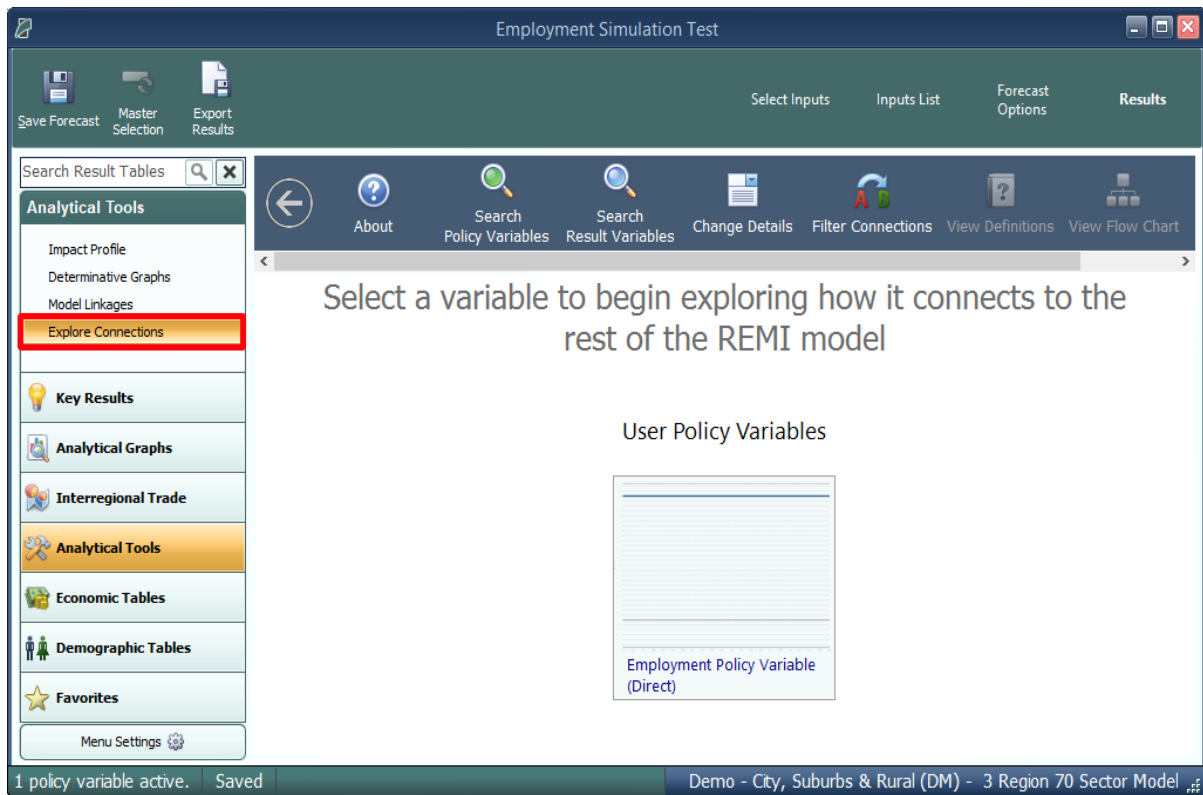 Employment Simulation Test
Save Forecast
Master
Selection
Export
Results
Select Inputs
Inputs List
Forecast
Options
Results
Search Result Tables
Analytical Tools
Impact Profile
Determinative Graphs
Model Linkages
Explore Connections
Key Results
Analytical Graphs
Interregional Trade
Analytical Tools
Economic Tables
Demographic Tables
Favorites
Menu Settings
About
Search
Policy Variables
Search
Result Variables
Change Details
A B
Filter Connections
View Definitions
View Flow Chart
Select a variable to begin exploring how it connects to the
rest of the REMI model
User Policy Variables
Employment Policy Variable
(Direct)
1 policy variable active.
Saved
Demo - City, Suburbs & Rural (DM) - 3 Region 70 Sector Model